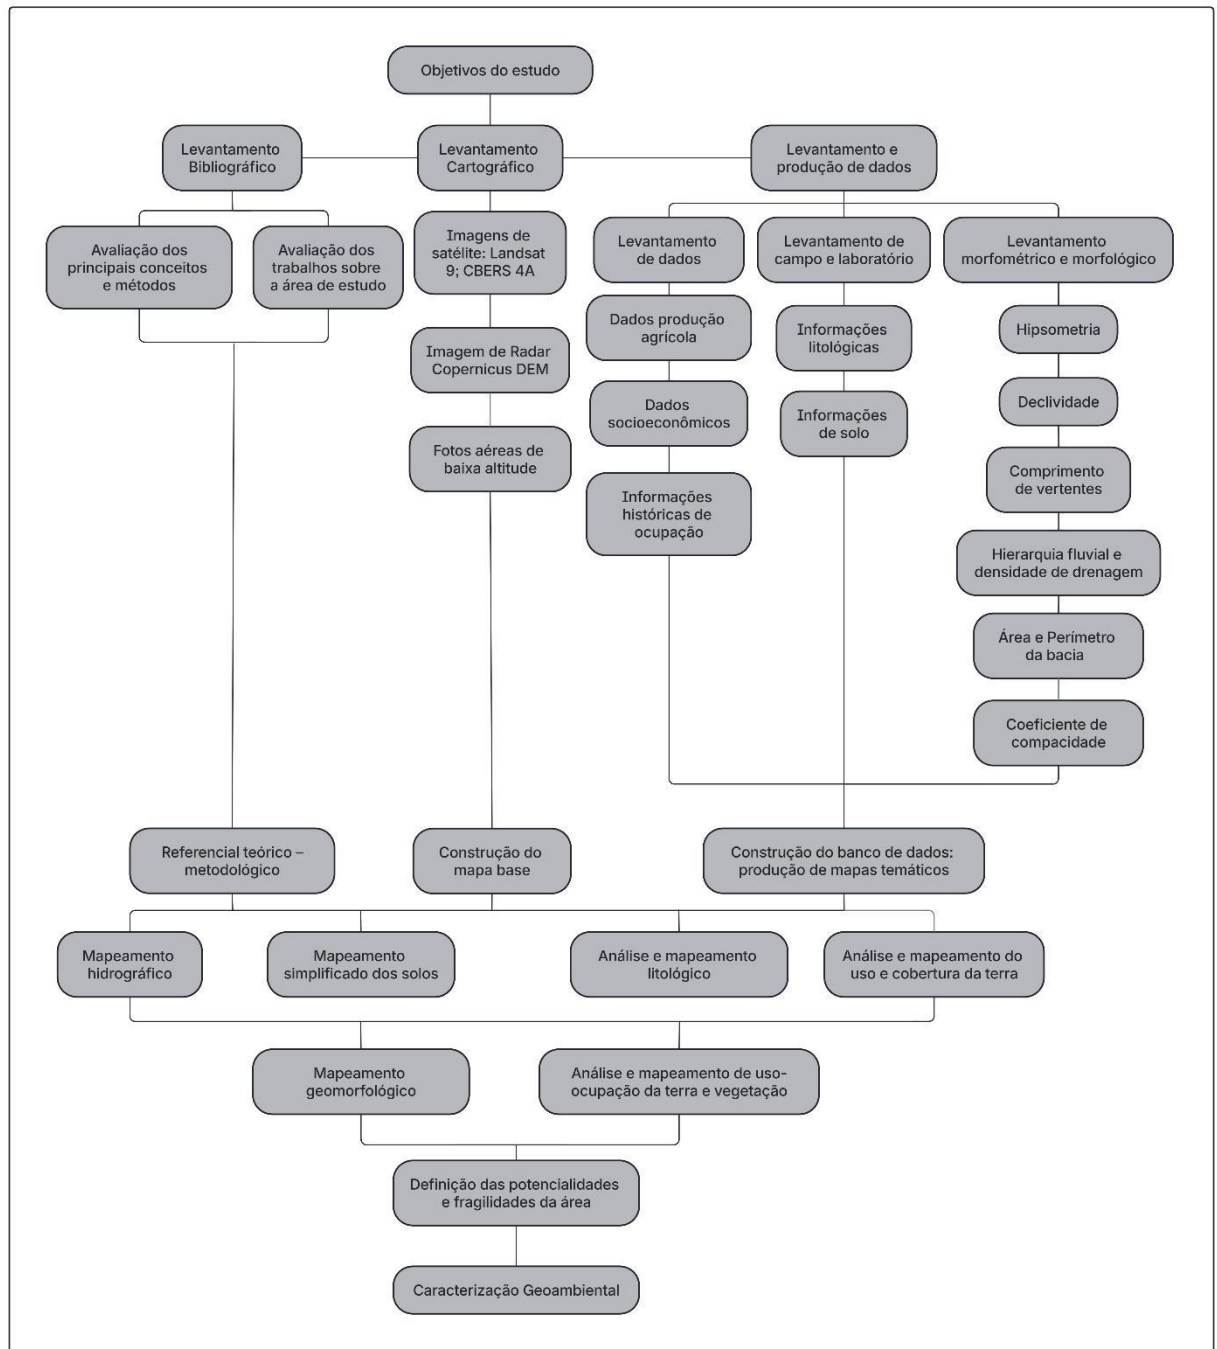 Objetivos do estudo
Levantamento
Bibliográfico
Levantamento
Cartográfico
Levantamento e
produção de dados
Avaliação dos
principais conceitos
e métodos
Avaliação dos
trabalhos sobre
a área de estudo
Imagens de
satélite: Landsat
9; CBERS 4A
Imagem de Radar
Copernicus DEM
Fotos aéreas de
baixa altitude
Levantamento
de dados
Dados produção
agrícola
Dados
socioeconômicos
Informações
históricas de
ocupação
Levantamento de
campo e laboratório
Informações
litológicas
Informações
de solo
Levantamento
morfométrico e morfológico
Hipsometria
Declividade
Comprimento
de vertentes
Hierarquia fluvial e
densidade de drenagem
Área e Perímetro
da bacia
Coeficiente de
compacidade
Referencial teórico –
metodológico
Construção do
mapa base
Construção do banco de dados:
produção de mapas temáticos
Mapeamento
hidrográfico
Mapeamento
simplificado dos solos
Análise e mapeamento
litológico
Análise e mapeamento do
uso e cobertura da terra
Mapeamento
geomorfológico
Análise e mapeamento de uso-
ocupação da terra e vegetação
Definição das potencialidades
e fragilidades da área
Caracterização Geoambiental